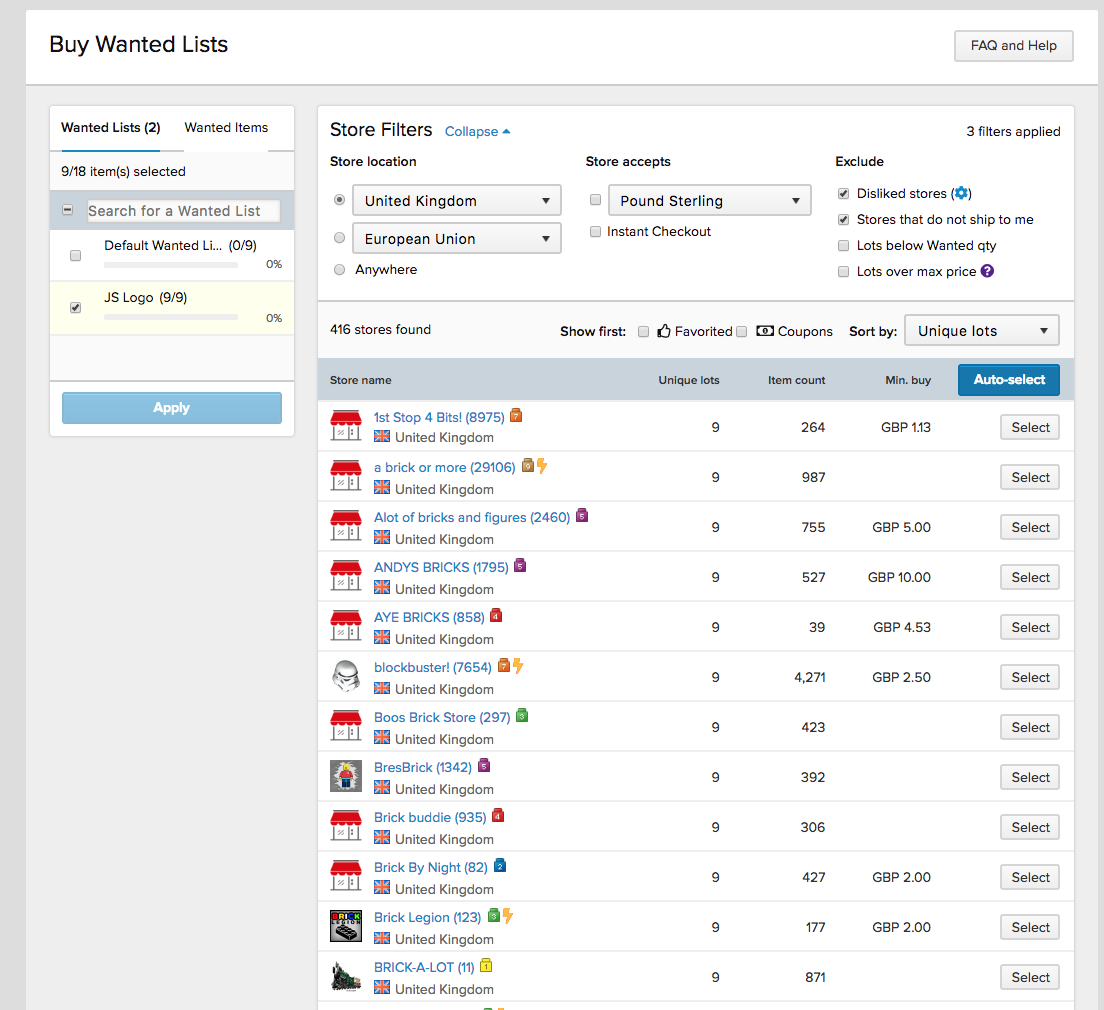 Buy Wanted Lists
FAQ and Help
Wanted Lists (2) Wanted Items
9/18 item(s) selected
Search for a Wanted List
Default Wanted Li... (0/9)
0%
JS Logo (9/9)
0%
Apply
Store Filters Collapse
3 filters applied
Store location
United Kingdom
European Union
Anywhere
Store accepts
Pound Sterling
Instant Checkout
Exclude
Disliked stores ( )
Stores that do not ship to me
Lots below Wanted qty
Lots over max price ?
416 stores found
Show first: Favorited Coupons Sort by: Unique lots
Store name Unique lots Item count Min. buy Auto-select
1st Stop 4 Bits! (8975) 7
United Kingdom
9 264 GBP 1.13 Select
a brick or more (29106) 9
United Kingdom
9 987 Select
Alot of bricks and figures (2460) 5
United Kingdom
9 755 GBP 5.00 Select
ANDYS BRICKS (1795) 5
United Kingdom
9 527 GBP 10.00 Select
AYE BRICKS (858) 4
United Kingdom
9 39 GBP 4.53 Select
blockbuster! (7654) 7
United Kingdom
9 4,271 GBP 2.50 Select
Boos Brick Store (297) 3
United Kingdom
9 423 Select
BresBrick (1342) 5
United Kingdom
9 392 Select
Brick buddie (935) 4
United Kingdom
9 306 Select
Brick By Night (82) 2
United Kingdom
9 427 GBP 2.00 Select
BRICK
LEGION
Brick Legion (123) 3
United Kingdom
9 177 GBP 2.00 Select
BRICK-A-LOT (11) 1
United Kingdom
9 871 Select